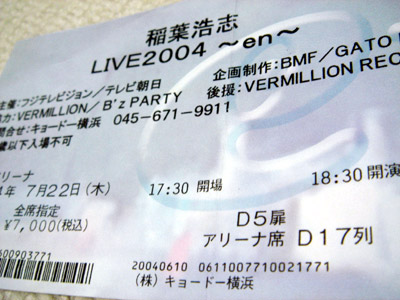 稲葉浩志
LIVE2004 ～en～
主催：フジテレビジョン／テレビ朝日
企画制作：BMF／GATO
力：VERMILLION／B'z PARTY
後援：VERMILLION REC
問合せ：キョードー横浜 045-671-9911
歳以下入場不可
リーナ
年 7月22日(木) 17:30 開場 18:30 開演
全席指定
¥7,000(税込)
D5扉
アリーナ席 D17列
400903771
20040610 0611007710021771
(株) キョードー横浜